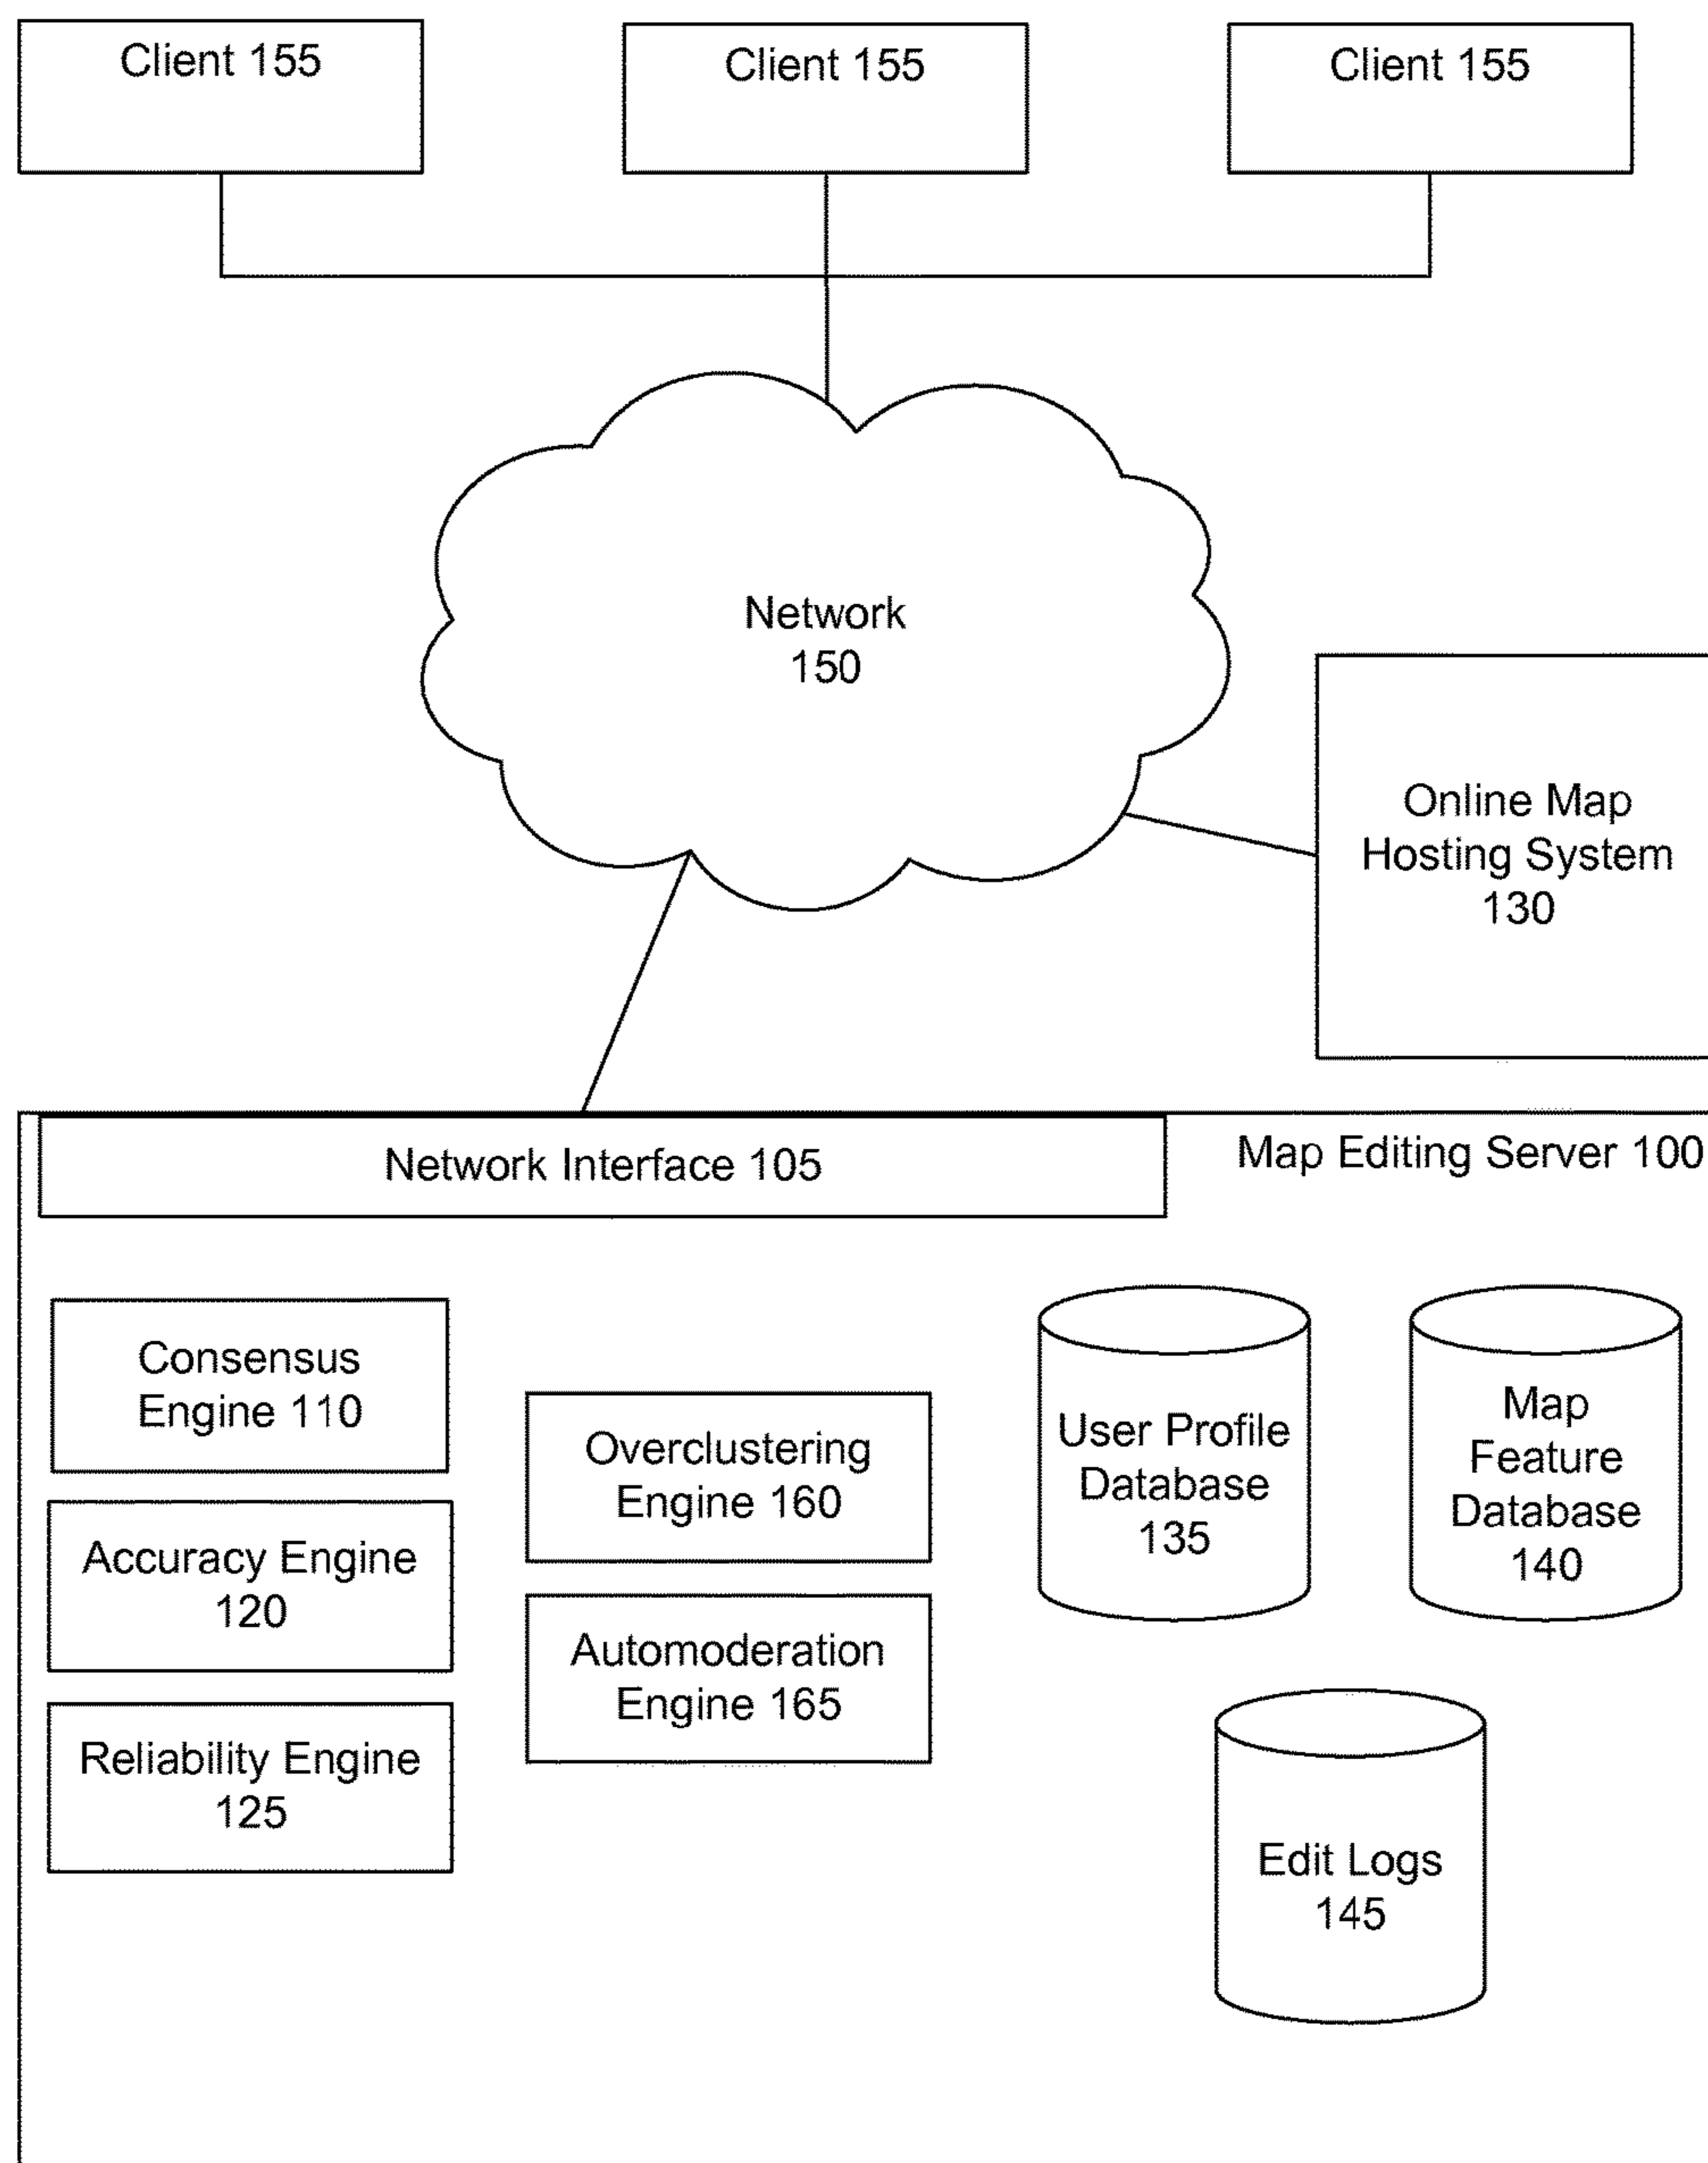 Client 155
Client 155
Client 155
Network
150
Online Map
Hosting System
130
Network Interface 105
Map Editing Server 100
Consensus
Engine 110
Accuracy Engine
120
Reliability Engine
125
Overclustering
Engine 160
Automoderation
Engine 165
User Profile
Database
135
Map
Feature
Database
140
Edit Logs
145